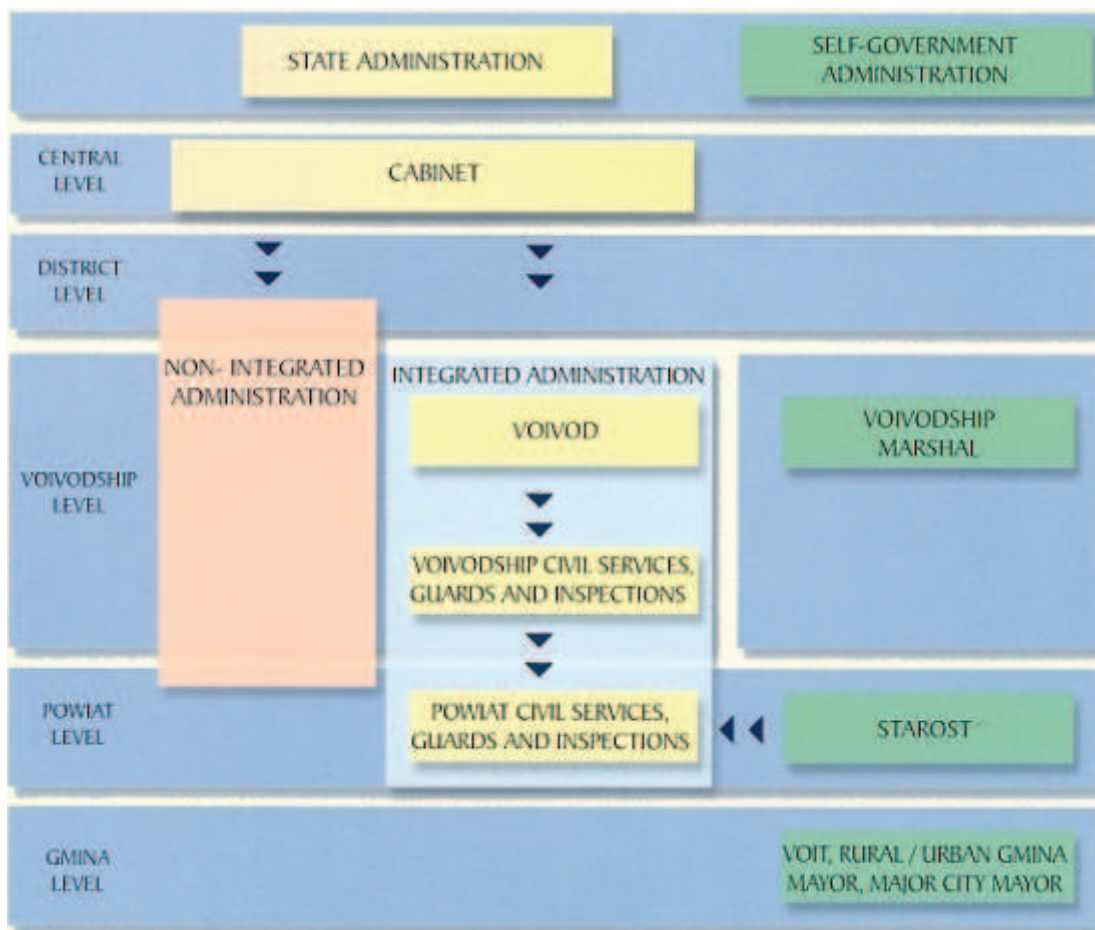 STATE ADMINISTRATION
SELF-GOVERNMENT
ADMINISTRATION
CENTRAL
LEVEL
CABINET
DISTRICT
LEVEL
NON- INTEGRATED
ADMINISTRATION
INTEGRATED ADMINISTRATION
VOIVOD
VOIVODSHIP
MARSHAL
VOIVODSHIP
LEVEL
VOIVODSHIP CIVIL SERVICES,
GUARDS AND INSPECTIONS
POWIAT
LEVEL
POWIAT CIVIL SERVICES,
GUARDS AND INSPECTIONS
STAROST
GMINA
LEVEL
VOIT, RURAL / URBAN GMINA
MAYOR, MAJOR CITY MAYOR